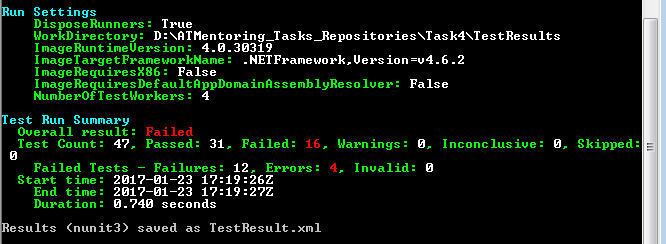 Run Settings
DisposeRunners: True
WorkDirectory: D:\ATMentoring_Tasks_Repositories\Task4\TestResults
ImageRuntimeVersion: 4.0.30319
ImageTargetFrameworkName: .NETFramework,Version=v4.6.2
ImageRequiresX86: False
ImageRequiresDefaultAppDomainAssemblyResolver: False
NumberOfTestWorkers: 4
Test Run Summary
Overall result: Failed
Test Count: 47, Passed: 31, Failed: 16, Warnings: 0, Inconclusive: 0, Skipped:
0
Failed Tests - Failures: 12, Errors: 4, Invalid: 0
Start time: 2017-01-23 17:19:26Z
End time: 2017-01-23 17:19:27Z
Duration: 0.740 seconds
Results (nunit3) saved as TestResult.xml